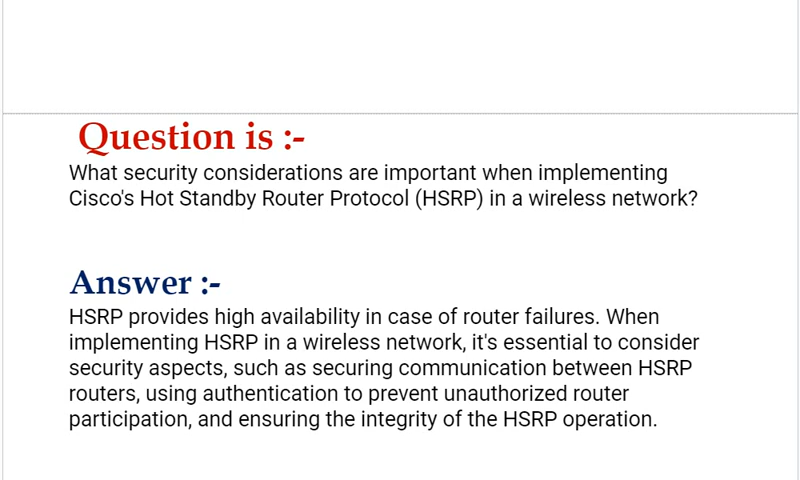 Question is :-
What security considerations are important when implementing
Cisco's Hot Standby Router Protocol (HSRP) in a wireless network?
Answer :-
HSRP provides high availability in case of router failures. When
implementing HSRP in a wireless network, it's essential to consider
security aspects, such as securing communication between HSRP
routers, using authentication to prevent unauthorized router
participation, and ensuring the integrity of the HSRP operation.